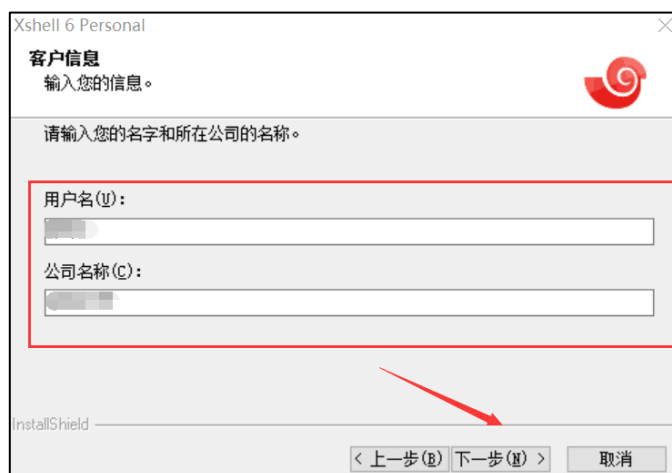 Xshell 6 Personal
客户信息
输入您的信息。
请输入您的名字和所在公司的名称。
用户名(U):
公司名称(C):
InstallShield
< 上一步(B) 下一步(N) > 取消